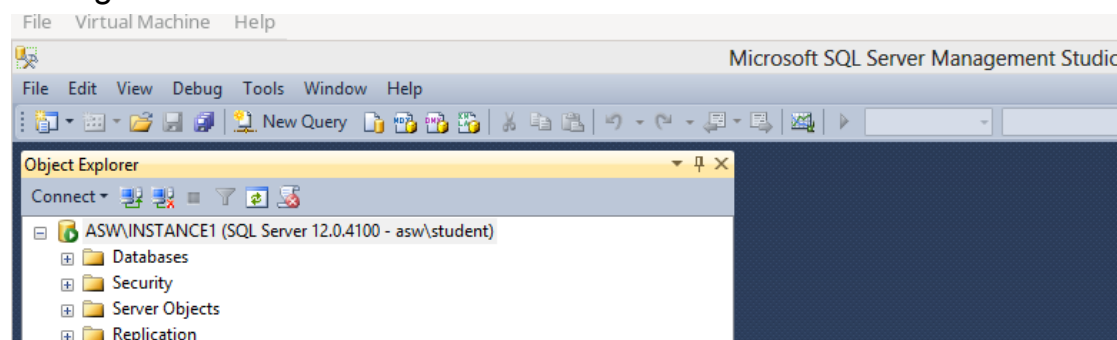 File Virtual Machine Help
Microsoft SQL Server Management Studio
File Edit View Debug Tools Window Help
New Query
Object Explorer
Connect
ASW\INSTANCE1 (SQL Server 12.0.4100 - asw\student)
Databases
Security
Server Objects
Replication